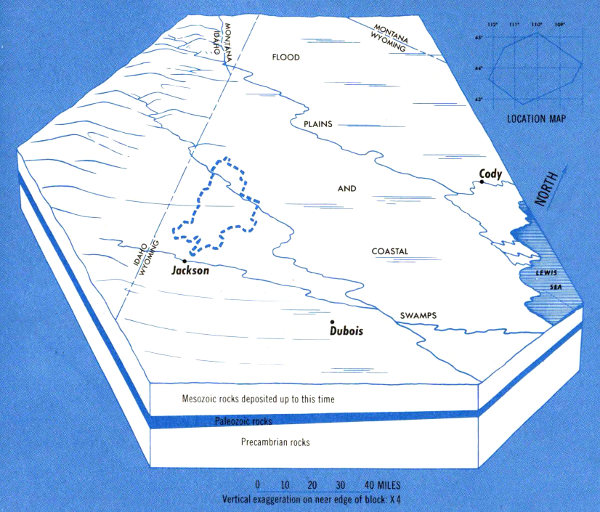 MONTANA
IDAHO
MONTANA
WYOMING
FLOOD
PLAINS
AND
COASTAL
SWAMPS
110° 111° 110° 109°
45°
44°
43°
LOCATION MAP
Cody
NORTH
LEWIS
SEA
IDAHO
WYOMING
Jackson
Dubois
Mesozoic rocks deposited up to this time
Paleozoic rocks
Precambrian rocks
0 10 20 30 40 MILES
Vertical exaggeration on near edge of block: X 4